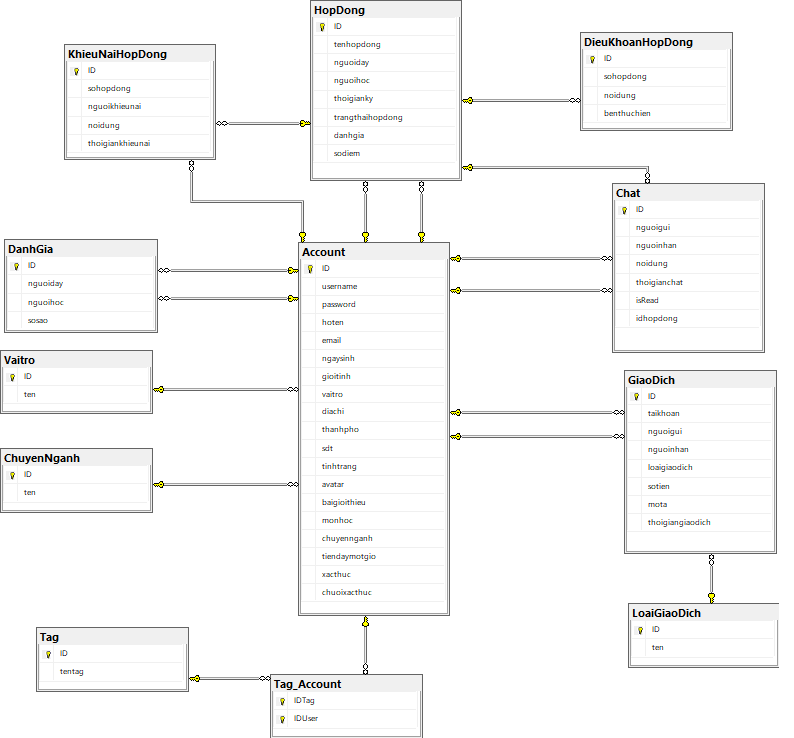 HopDong
ID
tenhopdong
nguoiday
nguoihoc
thoigianky
trangthaihopdong
danhgia
sodiem
KhieuNaiHopDong
ID
sohopdong
nguoikhieunai
noidung
thoigiankhieunai
DieuKhoanHopDong
ID
sohopdong
noidung
benthuchien
Chat
ID
nguoigui
nguoinhan
noidung
thoigianchat
isRead
idhopdong
DanhGia
ID
nguoiday
nguoihoc
sosao
Account
ID
username
password
hoten
email
ngaysinh
gioitinh
vaitro
diachi
thanhpho
sdt
tinhtrang
avatar
baigioithieu
monhoc
chuyennganh
tiendaymotgio
xacthuc
chuoixacthuc
Vaitro
ID
ten
ChuyenNganh
ID
ten
GiaoDich
ID
taikhoan
nguoigui
nguoinhan
loaigiaodich
sotien
mota
thoigiangiaodich
LoaiGiaoDich
ID
ten
Tag
ID
tentag
Tag_Account
IDTag
IDUser